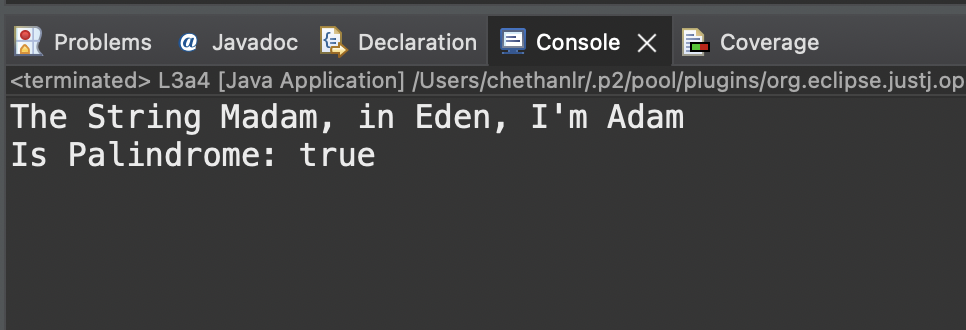 Problems @ Javadoc Declaration Console Coverage
<terminated> L3a4 [Java Application] /Users/chethanlr/.p2/pool/plugins/org.eclipse.justj.op
The String Madam, in Eden, I'm Adam
Is Palindrome: true